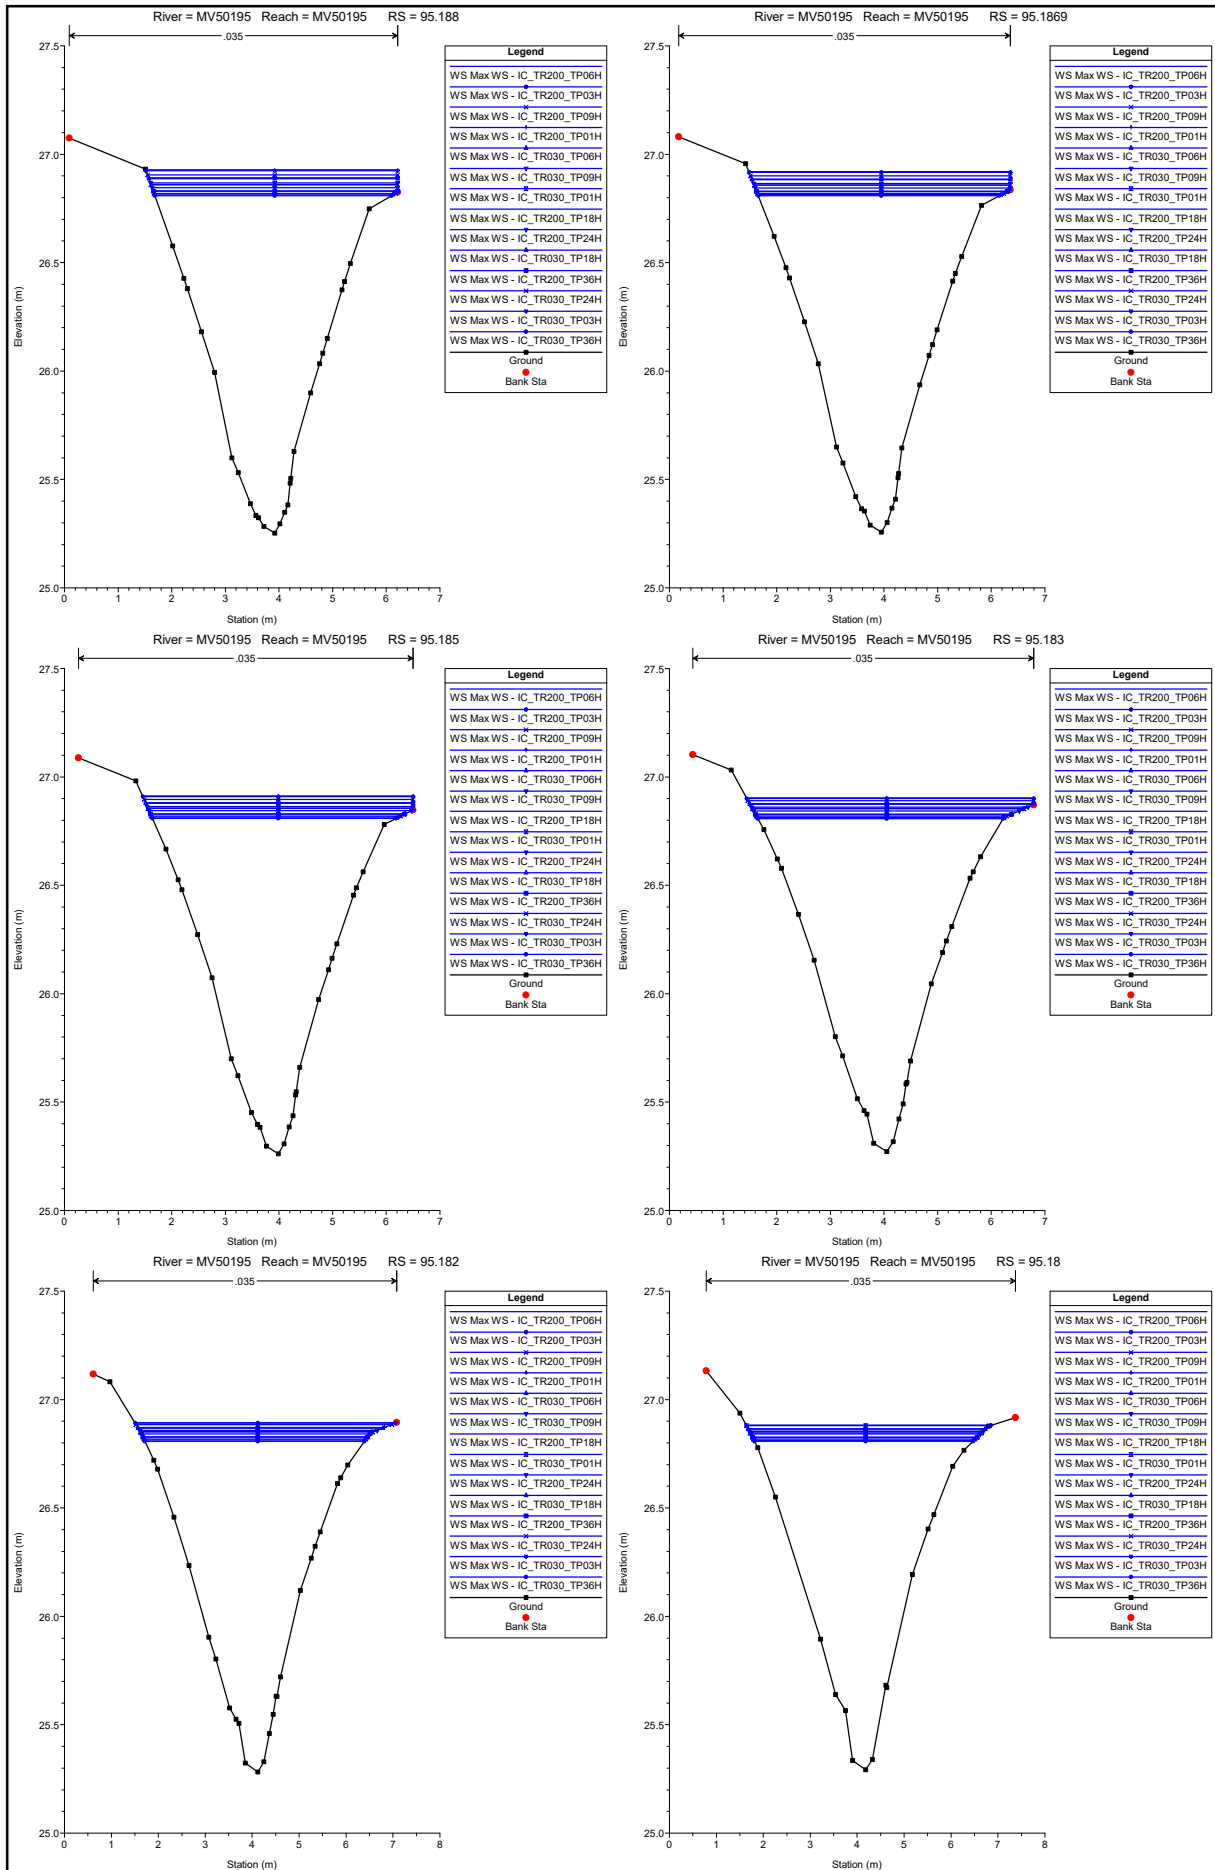 River = MV50195 Reach = MV50195 RS = 95.188
.035
27.5
27.0
26.5
26.0
25.5
25.0
Elevation (m)
0 1 2 3 4 5 6 7
Station (m)
Legend
WS Max WS - IC_TR200_TP06H
WS Max WS - IC_TR200_TP03H
WS Max WS - IC_TR200_TP09H
WS Max WS - IC_TR200_TP01H
WS Max WS - IC_TR030_TP06H
WS Max WS - IC_TR030_TP09H
WS Max WS - IC_TR030_TP01H
WS Max WS - IC_TR200_TP18H
WS Max WS - IC_TR200_TP24H
WS Max WS - IC_TR030_TP18H
WS Max WS - IC_TR200_TP36H
WS Max WS - IC_TR030_TP24H
WS Max WS - IC_TR030_TP03H
WS Max WS - IC_TR030_TP36H
Ground
Bank Sta
River = MV50195 Reach = MV50195 RS = 95.1869
.035
27.5
27.0
26.5
26.0
25.5
25.0
Elevation (m)
0 1 2 3 4 5 6 7
Station (m)
Legend
WS Max WS - IC_TR200_TP06H
WS Max WS - IC_TR200_TP03H
WS Max WS - IC_TR200_TP09H
WS Max WS - IC_TR200_TP01H
WS Max WS - IC_TR030_TP06H
WS Max WS - IC_TR030_TP09H
WS Max WS - IC_TR030_TP01H
WS Max WS - IC_TR200_TP18H
WS Max WS - IC_TR200_TP24H
WS Max WS - IC_TR030_TP18H
WS Max WS - IC_TR200_TP36H
WS Max WS - IC_TR030_TP24H
WS Max WS - IC_TR030_TP03H
WS Max WS - IC_TR030_TP36H
Ground
Bank Sta
River = MV50195 Reach = MV50195 RS = 95.185
.035
27.5
27.0
26.5
26.0
25.5
25.0
Elevation (m)
0 1 2 3 4 5 6 7
Station (m)
Legend
WS Max WS - IC_TR200_TP06H
WS Max WS - IC_TR200_TP03H
WS Max WS - IC_TR200_TP09H
WS Max WS - IC_TR200_TP01H
WS Max WS - IC_TR030_TP06H
WS Max WS - IC_TR030_TP09H
WS Max WS - IC_TR200_TP18H
WS Max WS - IC_TR030_TP01H
WS Max WS - IC_TR200_TP24H
WS Max WS - IC_TR030_TP18H
WS Max WS - IC_TR200_TP36H
WS Max WS - IC_TR030_TP24H
WS Max WS - IC_TR030_TP03H
WS Max WS - IC_TR030_TP36H
Ground
Bank Sta
River = MV50195 Reach = MV50195 RS = 95.183
.035
27.5
27.0
26.5
26.0
25.5
25.0
Elevation (m)
0 1 2 3 4 5 6 7
Station (m)
Legend
WS Max WS - IC_TR200_TP06H
WS Max WS - IC_TR200_TP03H
WS Max WS - IC_TR200_TP09H
WS Max WS - IC_TR200_TP01H
WS Max WS - IC_TR030_TP06H
WS Max WS - IC_TR030_TP09H
WS Max WS - IC_TR200_TP18H
WS Max WS - IC_TR030_TP01H
WS Max WS - IC_TR200_TP24H
WS Max WS - IC_TR030_TP18H
WS Max WS - IC_TR200_TP36H
WS Max WS - IC_TR030_TP24H
WS Max WS - IC_TR030_TP03H
WS Max WS - IC_TR030_TP36H
Ground
Bank Sta
River = MV50195 Reach = MV50195 RS = 95.182
.035
27.5
27.0
26.5
26.0
25.5
25.0
Elevation (m)
0 1 2 3 4 5 6 7 8
Station (m)
Legend
WS Max WS - IC_TR200_TP06H
WS Max WS - IC_TR200_TP03H
WS Max WS - IC_TR200_TP09H
WS Max WS - IC_TR200_TP01H
WS Max WS - IC_TR030_TP06H
WS Max WS - IC_TR030_TP09H
WS Max WS - IC_TR200_TP18H
WS Max WS - IC_TR030_TP01H
WS Max WS - IC_TR200_TP24H
WS Max WS - IC_TR030_TP18H
WS Max WS - IC_TR200_TP36H
WS Max WS - IC_TR030_TP24H
WS Max WS - IC_TR030_TP03H
WS Max WS - IC_TR030_TP36H
Ground
Bank Sta
River = MV50195 Reach = MV50195 RS = 95.18
.035
27.5
27.0
26.5
26.0
25.5
25.0
Elevation (m)
0 1 2 3 4 5 6 7 8
Station (m)
Legend
WS Max WS - IC_TR200_TP06H
WS Max WS - IC_TR200_TP03H
WS Max WS - IC_TR200_TP09H
WS Max WS - IC_TR200_TP01H
WS Max WS - IC_TR030_TP06H
WS Max WS - IC_TR030_TP09H
WS Max WS - IC_TR200_TP18H
WS Max WS - IC_TR030_TP01H
WS Max WS - IC_TR200_TP24H
WS Max WS - IC_TR030_TP18H
WS Max WS - IC_TR200_TP36H
WS Max WS - IC_TR030_TP24H
WS Max WS - IC_TR030_TP03H
WS Max WS - IC_TR030_TP36H
Ground
Bank Sta